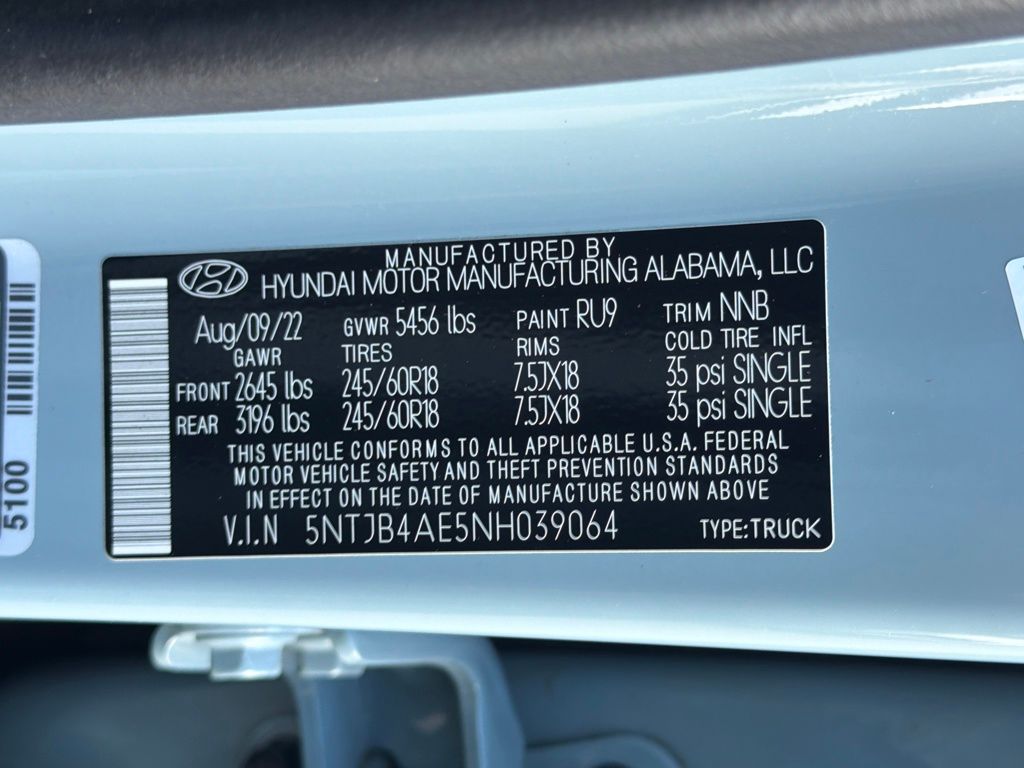 MANUFACTURED BY
HYUNDAI MOTOR MANUFACTURING ALABAMA, LLC
Aug/09/22 GVWR 5456 lbs PAINT RU9 TRIM NNB
GAWR TIRES RIMS COLD TIRE INFL
FRONT 2645 lbs 245/60R18 7.5JX18 35 psi SINGLE
REAR 3196 lbs 245/60R18 7.5JX18 35 psi SINGLE
THIS VEHICLE CONFORMS TO ALL APPLICABLE U.S.A. FEDERAL
MOTOR VEHICLE SAFETY AND THEFT PREVENTION STANDARDS
IN EFFECT ON THE DATE OF MANUFACTURE SHOWN ABOVE
V.I.N 5NTJB4AE5NH039064 TYPE:TRUCK
5100